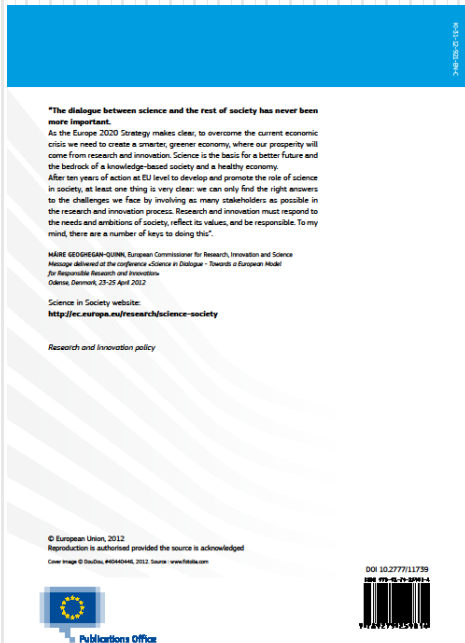 "The dialogue between science and the rest of society has never been
more important.
As the Europe 2020 Strategy makes clear, to overcome the current economic
crisis we need to create a smarter, greener economy, where our prosperity will
come from research and innovation. Science is the basis for a better future and
the bedrock of a knowledge-based society and a healthy economy.
After ten years of action at EU level to develop and promote the role of science
in society, at least one thing is very clear: we can only find the right answers
to the challenges we face by involving as many stakeholders as possible in
the research and innovation process. Research and innovation must respond to
the needs and ambitions of society, reflect its values, and be responsible. To my
mind, there are a number of keys to doing this".
MÁIRE GEOGHEGAN-QUINN, European Commissioner for Research, Innovation and Science
Message delivered at the conference «Science in Dialogue - Towards a European Model
for Responsible Research and Innovation»
Odense, Denmark, 23-25 April 2012
Science in Society website:
http://ec.europa.eu/research/science-society
Research and Innovation policy
© European Union, 2012
Reproduction is authorised provided the source is acknowledged
Cover Image © DouDou, #40440446, 2012. Source: www.fotolia.com
DOI 10.2777/11739
Publications Office